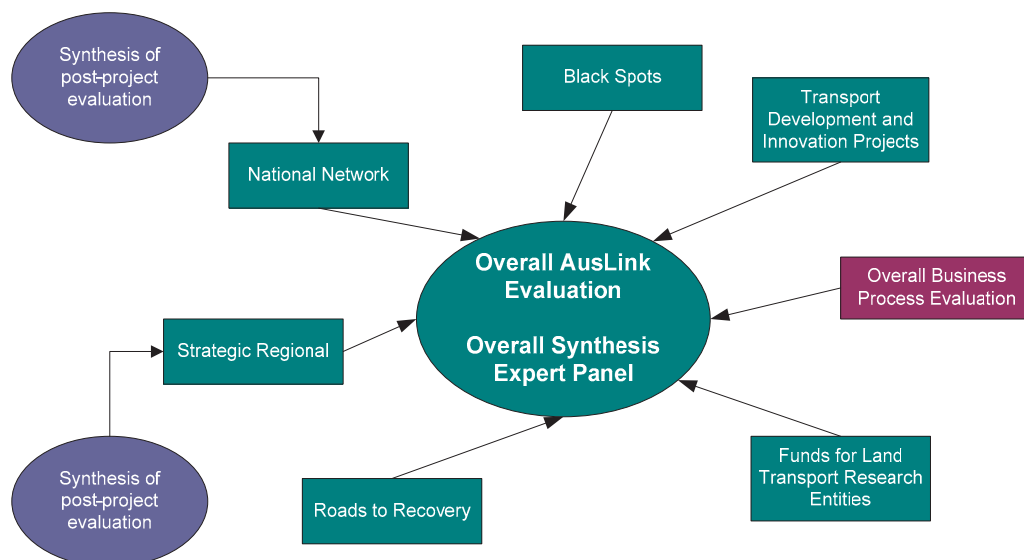 Synthesis of
post-project
evaluation
Black Spots
Transport
Development and
Innovation Projects
National Network
Overall AusLink
Evaluation
Overall Synthesis
Expert Panel
Overall Business
Process Evaluation
Strategic Regional
Synthesis of
post-project
evaluation
Roads to Recovery
Funds for Land
Transport Research
Entities